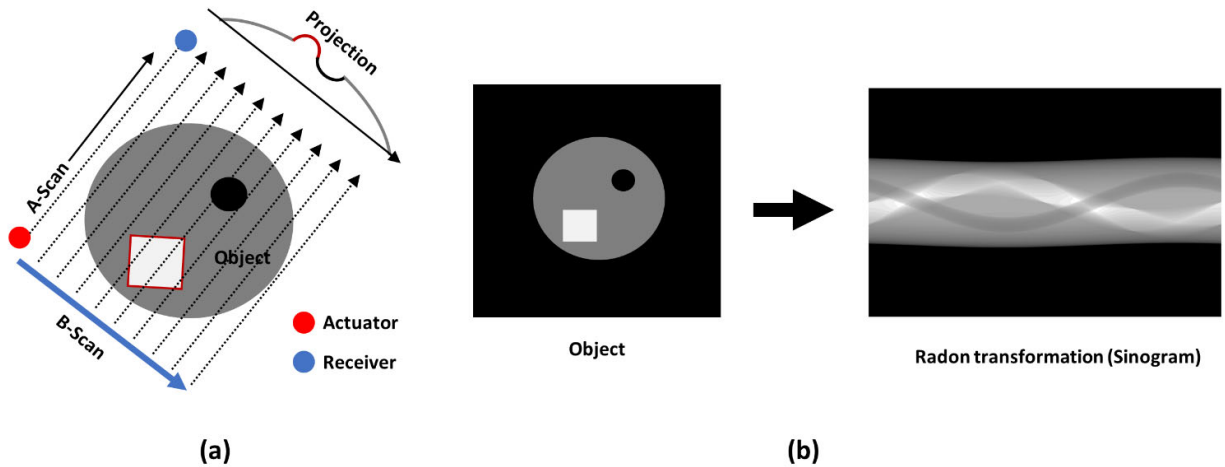 Projection
A-Scan
Object
B-Scan
Actuator
Receiver
(a)
Object
Radon transformation (Sinogram)
(b)